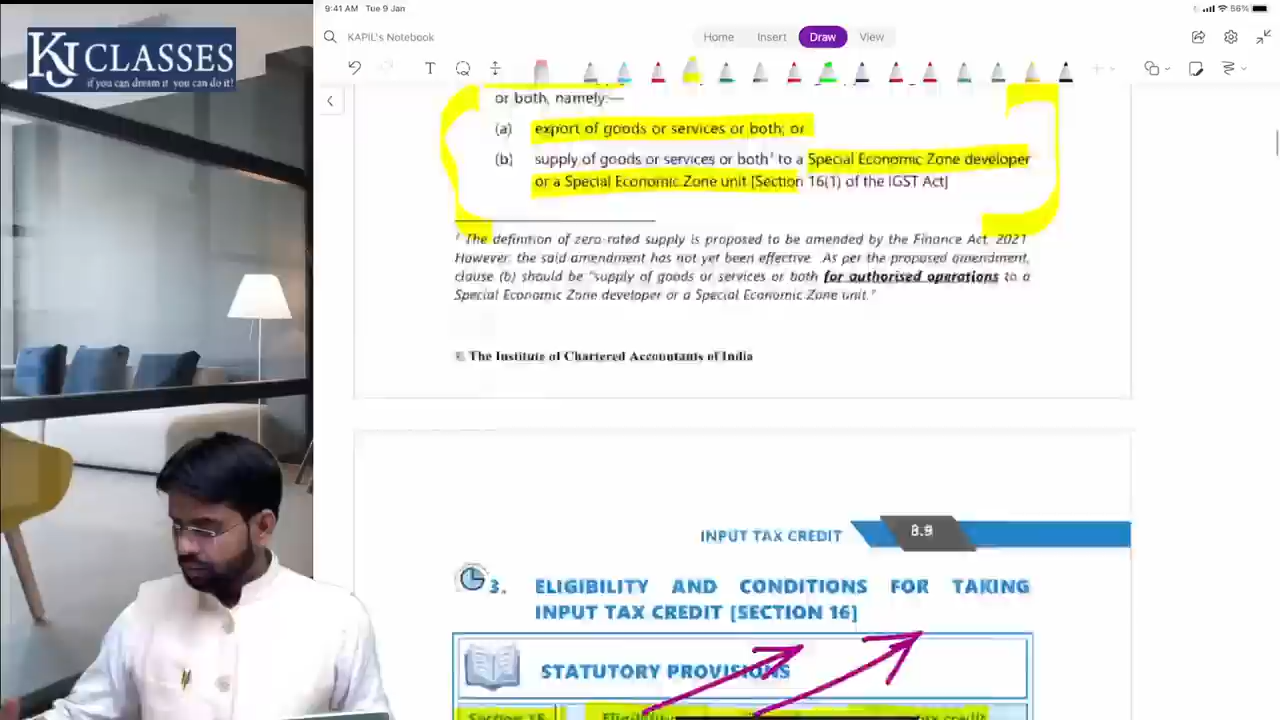 9:41 AM Tue 9 Jan
56%
KJ CLASSES
if you can dream it you can do it!
KAPIL's Notebook
Home Insert Draw View
or both, namely:—
(a) export of goods or services or both; or
(b) supply of goods or services or both¹ to a Special Economic Zone developer
or a Special Economic Zone unit [Section 16(1) of the IGST Act]
¹ The definition of zero-rated supply is proposed to be amended by the Finance Act, 2021
However, the said amendment has not yet been effective. As per the proposed amendment,
clause (b) should be "supply of goods or services or both for authorised operations to a
Special Economic Zone developer or a Special Economic Zone unit."
© The Institute of Chartered Accountants of India
INPUT TAX CREDIT 8.9
3. ELIGIBILITY AND CONDITIONS FOR TAKING
INPUT TAX CREDIT [SECTION 16]
STATUTORY PROVISIONS
Section 16 Eligibility tax credit